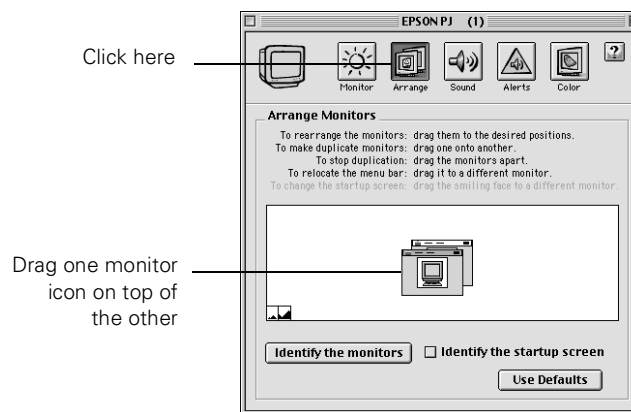 EPSON PJ (1)
Click here
Monitor
Arrange
Sound
Alerts
Color
?
Arrange Monitors
To rearrange the monitors: drag them to the desired positions.
To make duplicate monitors: drag one onto another.
To stop duplication: drag the monitors apart.
To relocate the menu bar: drag it to a different monitor.
To change the startup screen: drag the smiling face to a different monitor.
Drag one monitor
icon on top of
the other
Identify the monitors
Identify the startup screen
Use Defaults